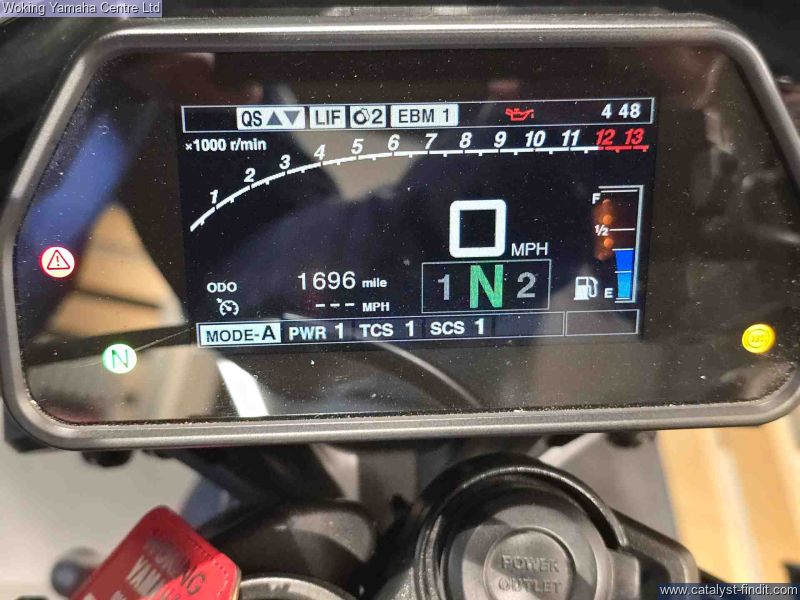 Woking Yamaha Centre Ltd
QS LIF 2 EBM 1 4 48
×1000 r/min
1 2 3 4 5 6 7 8 9 10 11 12 13
F
1/2
E
0 MPH
ODO 1696 mile
--- MPH
1 N 2
MODE-A PWR 1 TCS 1 SCS 1
N
POWER
OUTLET
www.catalyst-findit.com